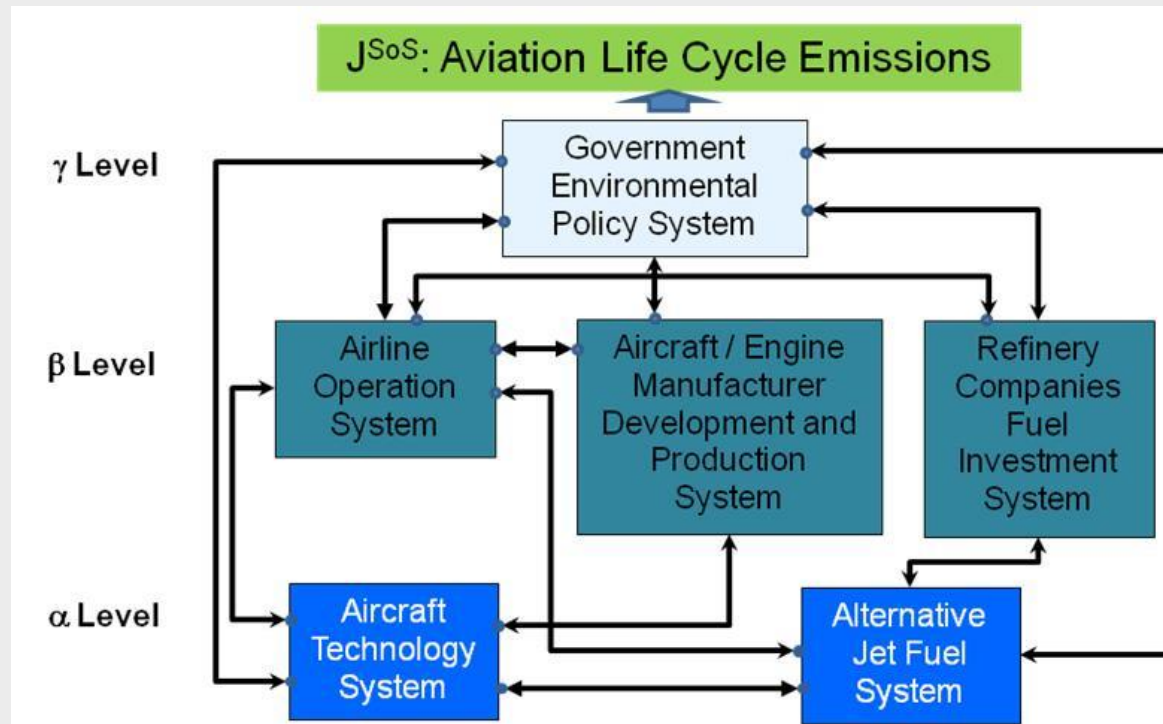 JSoS: Aviation Life Cycle Emissions
γ Level
Government
Environmental
Policy System
β Level
Airline
Operation
System
Aircraft / Engine
Manufacturer
Development and
Production
System
Refinery
Companies
Fuel
Investment
System
α Level
Aircraft
Technology
System
Alternative
Jet Fuel
System